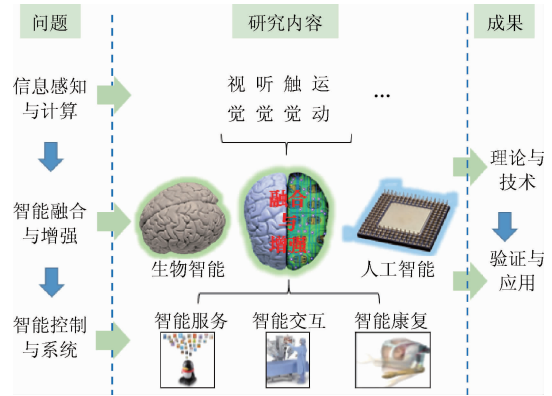 问题
研究内容
成果
信息感知
与计算
视 听 触 运
觉 觉 觉 动
...
智能融合
与增强
融合
与
增强
生物智能
人工智能
理论与
技术
验证与
应用
智能控制
与系统
智能服务
智能交互
智能康复